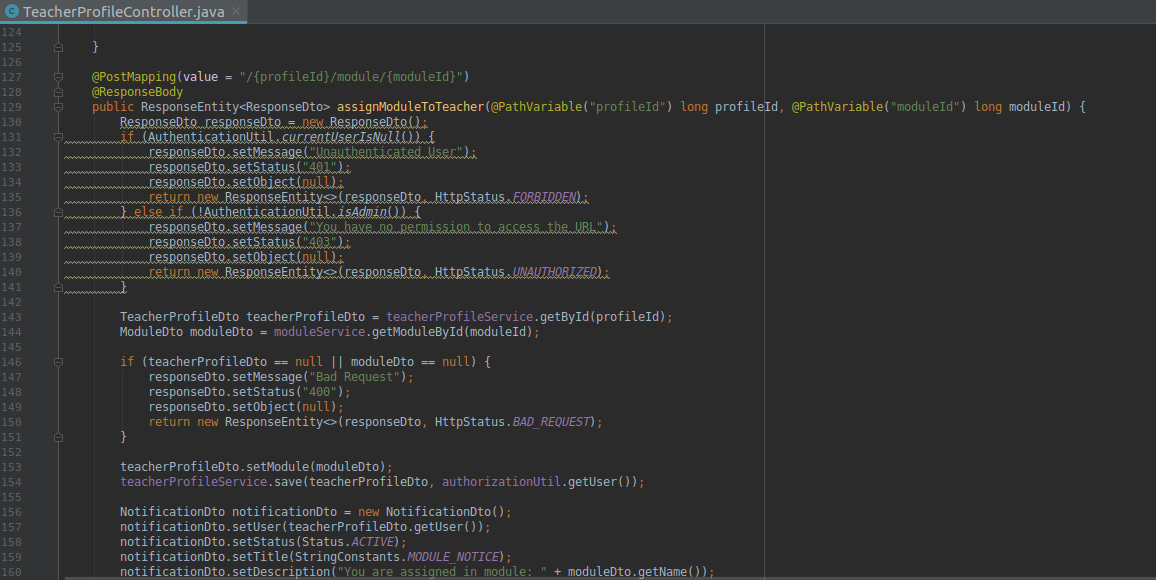 TeacherProfileController.java
124
125 }
126
127 @PostMapping(value = "/{profileId}/module/{moduleId}")
128 @ResponseBody
129 public ResponseEntity<ResponseDto> assignModuleToTeacher(@PathVariable("profileId") long profileId, @PathVariable("moduleId") long moduleId) {
130 ResponseDto responseDto = new ResponseDto();
131 if (AuthenticationUtil.currentUserIsNull()) {
132 responseDto.setMessage("Unauthenticated User");
133 responseDto.setStatus("401");
134 responseDto.setObject(null);
135 return new ResponseEntity<>(responseDto, HttpStatus.FORBIDDEN);
136 } else if (!AuthenticationUtil.isAdmin()) {
137 responseDto.setMessage("You have no permission to access the URL");
138 responseDto.setStatus("403");
139 responseDto.setObject(null);
140 return new ResponseEntity<>(responseDto, HttpStatus.UNAUTHORIZED);
141 }
142
143 TeacherProfileDto teacherProfileDto = teacherProfileService.getById(profileId);
144 ModuleDto moduleDto = moduleService.getModuleById(moduleId);
145
146 if (teacherProfileDto == null || moduleDto == null) {
147 responseDto.setMessage("Bad Request");
148 responseDto.setStatus("400");
149 responseDto.setObject(null);
150 return new ResponseEntity<>(responseDto, HttpStatus.BAD_REQUEST);
151 }
152
153 teacherProfileDto.setModule(moduleDto);
154 teacherProfileService.save(teacherProfileDto, authorizationUtil.getUser());
155
156 NotificationDto notificationDto = new NotificationDto();
157 notificationDto.setUser(teacherProfileDto.getUser());
158 notificationDto.setStatus(Status.ACTIVE);
159 notificationDto.setTitle(StringConstants.MODULE_NOTICE);
160 notificationDto.setDescription("You are assigned in module: " + moduleDto.getName());